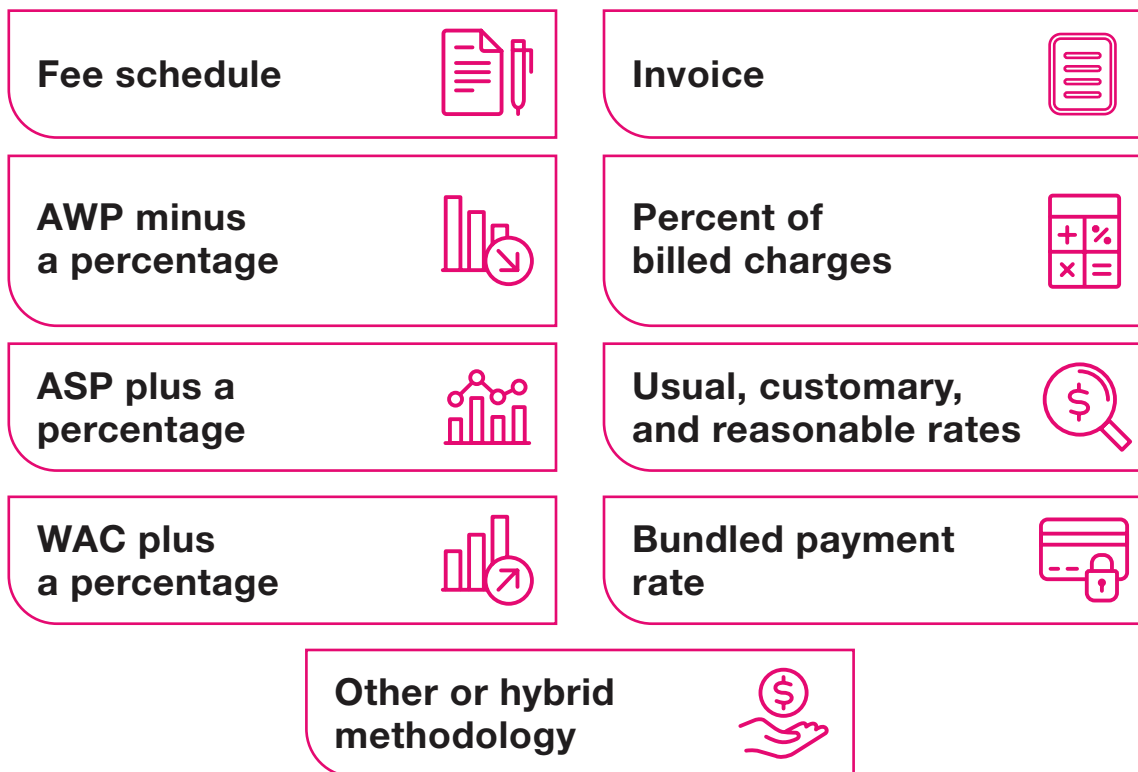 Fee schedule
Invoice
AWP minus
a percentage
Percent of
billed charges
ASP plus a
percentage
Usual, customary,
and reasonable rates
WAC plus
a percentage
Bundled payment
rate
Other or hybrid
methodology